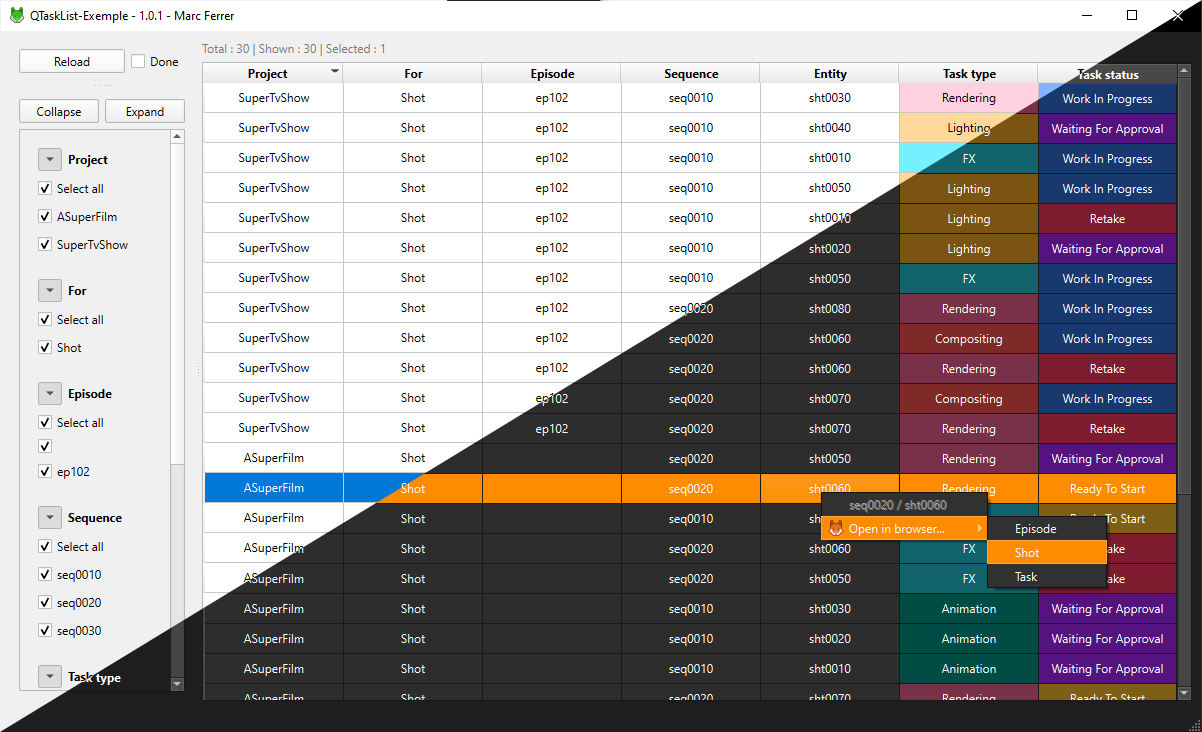 QTaskList-Exemple - 1.0.1 - Marc Ferrer
Reload
Done
Collapse
Expand
Project
Select all
ASuperFilm
SuperTvShow
For
Select all
Shot
Episode
Select all
ep102
Sequence
Select all
seq0010
seq0020
seq0030
Task type
Total : 30 | Shown : 30 | Selected : 1
Project For Episode Sequence Entity Task type Task status
SuperTvShow Shot ep102 seq0010 sht0030 Rendering Work In Progress
SuperTvShow Shot ep102 seq0010 sht0040 Lighting Waiting For Approval
SuperTvShow Shot ep102 seq0010 sht0010 FX Work In Progress
SuperTvShow Shot ep102 seq0010 sht0050 Lighting Work In Progress
SuperTvShow Shot ep102 seq0010 sht0010 Lighting Retake
SuperTvShow Shot ep102 seq0010 sht0020 Lighting Waiting For Approval
SuperTvShow Shot ep102 seq0010 sht0050 FX Work In Progress
SuperTvShow Shot ep102 seq0020 sht0080 Rendering Work In Progress
SuperTvShow Shot ep102 seq0020 sht0060 Compositing Work In Progress
SuperTvShow Shot ep102 seq0020 sht0060 Rendering Retake
SuperTvShow Shot ep102 seq0020 sht0070 Compositing Work In Progress
SuperTvShow Shot ep102 seq0020 sht0070 Rendering Retake
ASuperFilm Shot seq0020 sht0050 Rendering Waiting For Approval
ASuperFilm Shot seq0020 sht0060 Rendering Ready To Start
ASuperFilm Shot seq0010 To Start
ASuperFilm Shot seq0020 sht0060 FX
ASuperFilm Shot seq0020 sht0050 FX
ASuperFilm Shot seq0010 sht0030 Animation Waiting For Approval
ASuperFilm Shot seq0010 sht0020 Animation Waiting For Approval
ASuperFilm Shot seq0010 sht0010 Animation Waiting For Approval
ASuperFilm Shot seq0020 sht0070 Rendering Ready To Start
seq0020 / sht0060
Open in browser...
Episode
Shot
Task